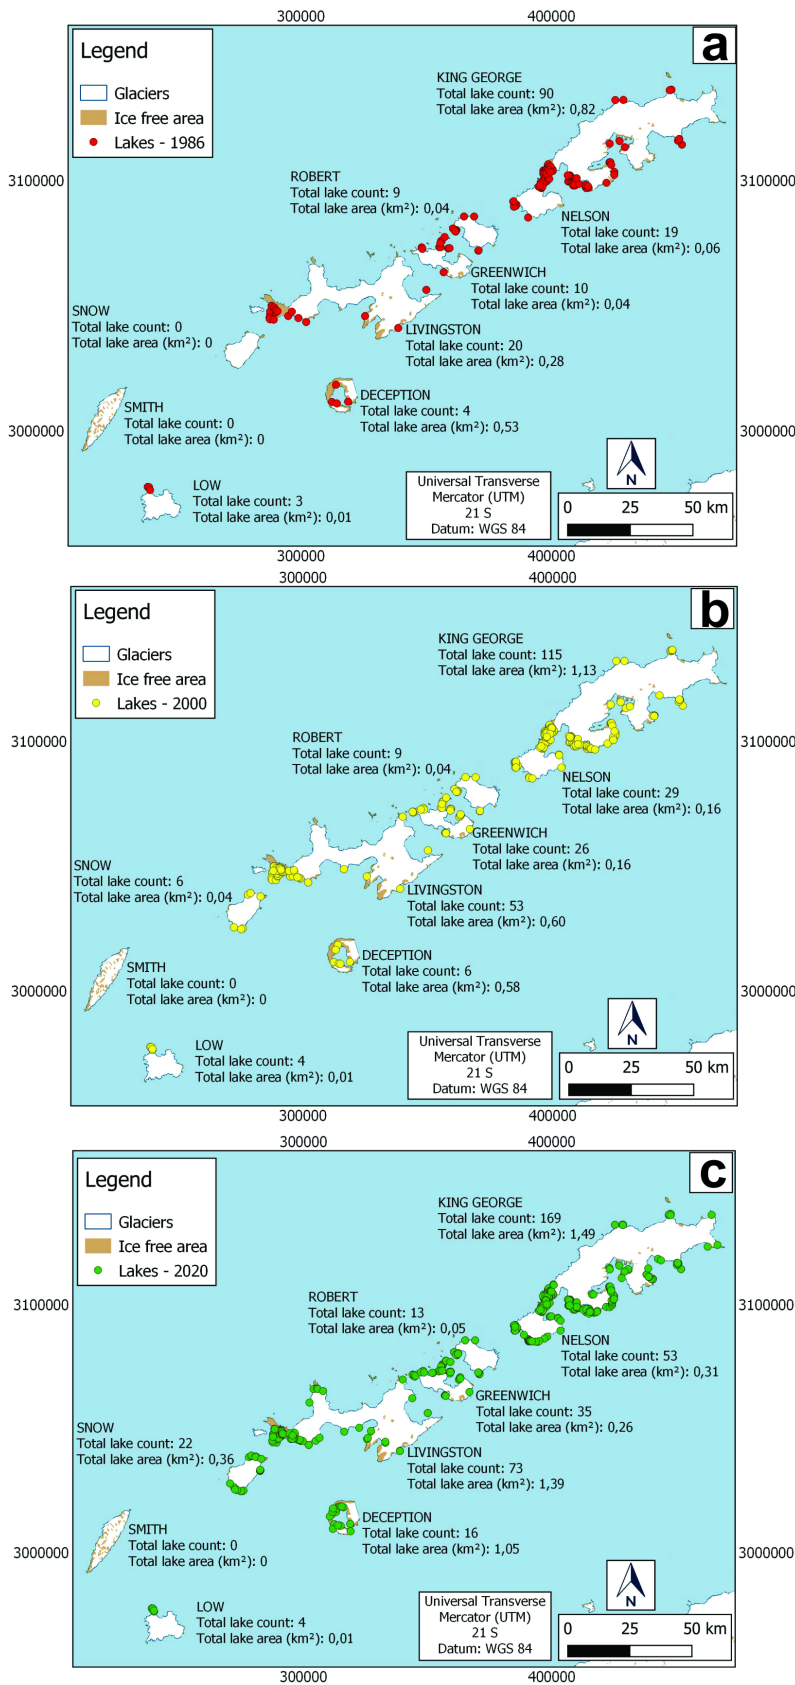 300000 400000
Legend
Glaciers
Ice free area
Lakes - 1986
a
KING GEORGE
Total lake count: 90
Total lake area (km²): 0,82
ROBERT
Total lake count: 9
Total lake area (km²): 0,04
3100000 3100000
NELSON
Total lake count: 19
Total lake area (km²): 0,06
GREENWICH
Total lake count: 10
Total lake area (km²): 0,04
SNOW
Total lake count: 0
Total lake area (km²): 0
LIVINGSTON
Total lake count: 20
Total lake area (km²): 0,28
DECEPTION
Total lake count: 4
Total lake area (km²): 0,53
SMITH
Total lake count: 0
Total lake area (km²): 0
3000000 3000000
LOW
Total lake count: 3
Total lake area (km²): 0,01
Universal Transverse
Mercator (UTM)
21 S
Datum: WGS 84
N
0 25 50 km
300000 400000
300000 400000
Legend
Glaciers
Ice free area
Lakes - 2000
b
KING GEORGE
Total lake count: 115
Total lake area (km²): 1,13
ROBERT
Total lake count: 9
Total lake area (km²): 0,04
3100000 3100000
NELSON
Total lake count: 29
Total lake area (km²): 0,16
GREENWICH
Total lake count: 26
Total lake area (km²): 0,16
SNOW
Total lake count: 6
Total lake area (km²): 0,04
LIVINGSTON
Total lake count: 53
Total lake area (km²): 0,60
DECEPTION
Total lake count: 6
Total lake area (km²): 0,58
SMITH
Total lake count: 0
Total lake area (km²): 0
3000000 3000000
LOW
Total lake count: 4
Total lake area (km²): 0,01
Universal Transverse
Mercator (UTM)
21 S
Datum: WGS 84
N
0 25 50 km
300000 400000
300000 400000
Legend
Glaciers
Ice free area
Lakes - 2020
c
KING GEORGE
Total lake count: 169
Total lake area (km²): 1,49
ROBERT
Total lake count: 13
Total lake area (km²): 0,05
3100000 3100000
NELSON
Total lake count: 53
Total lake area (km²): 0,31
GREENWICH
Total lake count: 35
Total lake area (km²): 0,26
SNOW
Total lake count: 22
Total lake area (km²): 0,36
LIVINGSTON
Total lake count: 73
Total lake area (km²): 1,39
DECEPTION
Total lake count: 16
Total lake area (km²): 1,05
SMITH
Total lake count: 0
Total lake area (km²): 0
3000000 3000000
LOW
Total lake count: 4
Total lake area (km²): 0,01
Universal Transverse
Mercator (UTM)
21 S
Datum: WGS 84
N
0 25 50 km
300000 400000